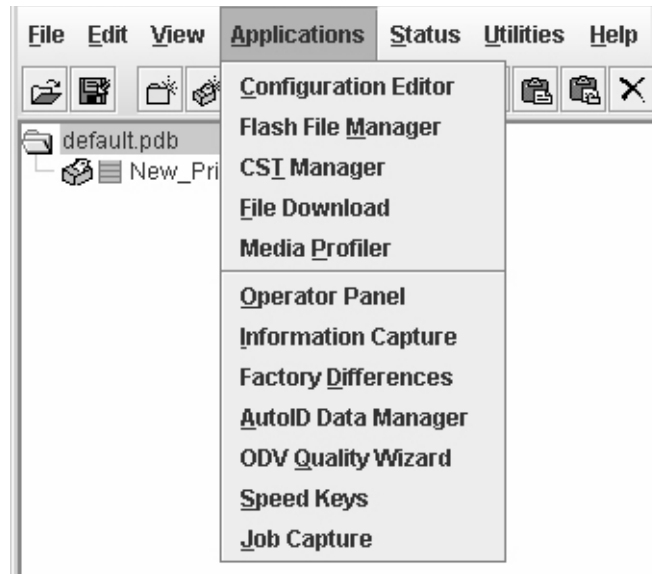 File Edit View Applications Status Utilities Help
Configuration Editor
default.pdb
Flash File Manager
New_Pri
CST Manager
File Download
Media Profiler
Operator Panel
Information Capture
Factory Differences
AutoID Data Manager
ODV Quality Wizard
Speed Keys
Job Capture